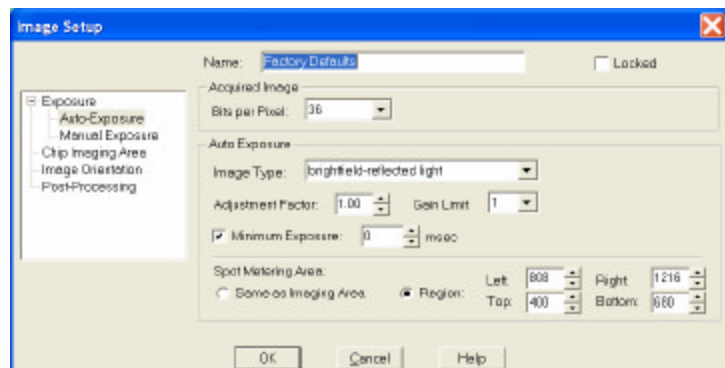 Image Setup
Name: Factory Defaults
Locked
Exposure
Auto-Exposure
Manual Exposure
Chip Imaging Area
Image Orientation
Post-Processing
Acquired Image
Bits per Pixel: 36
Auto Exposure
Image Type: brightfield-reflected light
Adjustment Factor: 1.00 Gain Limit: 1
Minimum Exposure: 0 msec
Spot Metering Area:
Same as Imaging Area. Region:
Left: 808 Right: 1216
Top: 400 Bottom: 680
OK Cancel Help